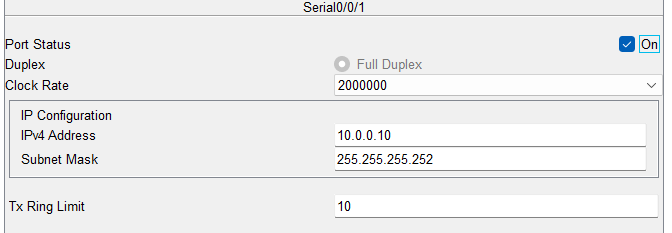 Serial0/0/1
Port Status On
Duplex Full Duplex
Clock Rate 2000000
IP Configuration
IPv4 Address 10.0.0.10
Subnet Mask 255.255.255.252
Tx Ring Limit 10